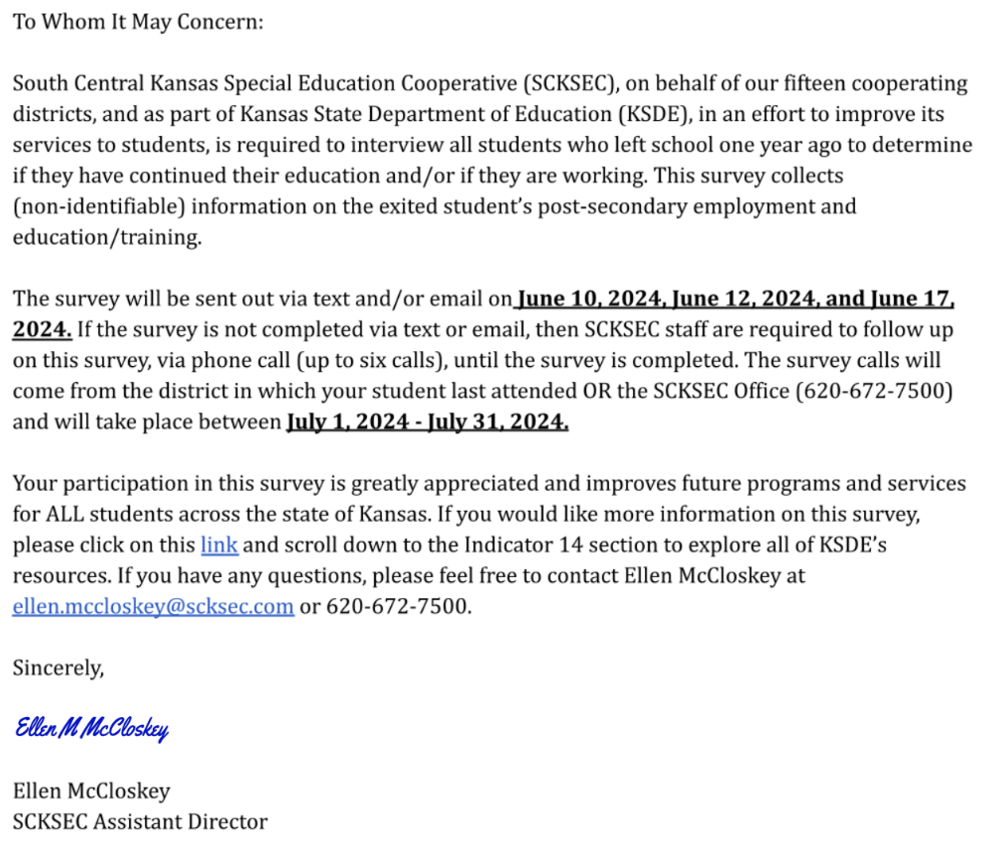 To Whom It May Concern:
South Central Kansas Special Education Cooperative (SCKSEC), on behalf of our fifteen cooperating
districts, and as part of Kansas State Department of Education (KSDE), in an effort to improve its
services to students, is required to interview all students who left school one year ago to determine
if they have continued their education and/or if they are working. This survey collects
(non-identifiable) information on the exited student's post-secondary employment and
education/training.
The survey will be sent out via text and/or email on June 10, 2024, June 12, 2024, and June 17,
2024. If the survey is not completed via text or email, then SCKSEC staff are required to follow up
on this survey, via phone call (up to six calls), until the survey is completed. The survey calls will
come from the district in which your student last attended OR the SCKSEC Office (620-672-7500)
and will take place between July 1, 2024 - July 31, 2024.
Your participation in this survey is greatly appreciated and improves future programs and services
for ALL students across the state of Kansas. If you would like more information on this survey,
please click on this link and scroll down to the Indicator 14 section to explore all of KSDE's
resources. If you have any questions, please feel free to contact Ellen McCloskey at
ellen.mccloskey@scksec.com or 620-672-7500.
Sincerely,
Ellen M McCloskey
Ellen McCloskey
SCKSEC Assistant Director